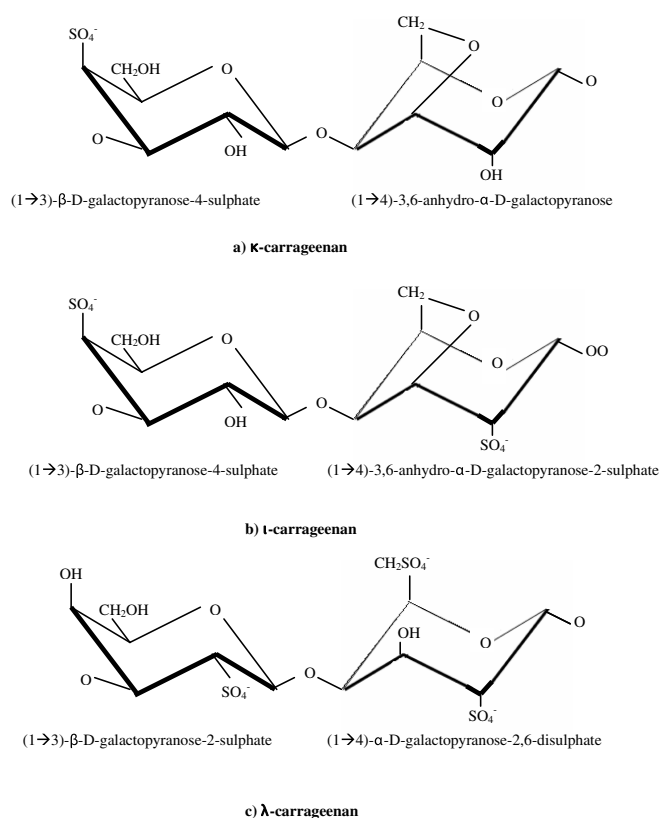 CH2
SO4-
O
CH2OH
O
O
O
O
O
OH
OH
(1→3)-β-D-galactopyranose-4-sulphate (1→4)-3,6-anhydro-α-D-galactopyranose
a) κ-carrageenan
CH2
SO4-
O
CH2OH
O
OO
O
O
O
OH
SO4-
(1→3)-β-D-galactopyranose-4-sulphate (1→4)-3,6-anhydro-α-D-galactopyranose-2-sulphate
b) ι-carrageenan
CH2SO4-
OH
CH2OH
O
O
OH
O
O
O
SO4-
SO4-
(1→3)-β-D-galactopyranose-2-sulphate (1→4)-α-D-galactopyranose-2,6-disulphate
c) λ-carrageenan